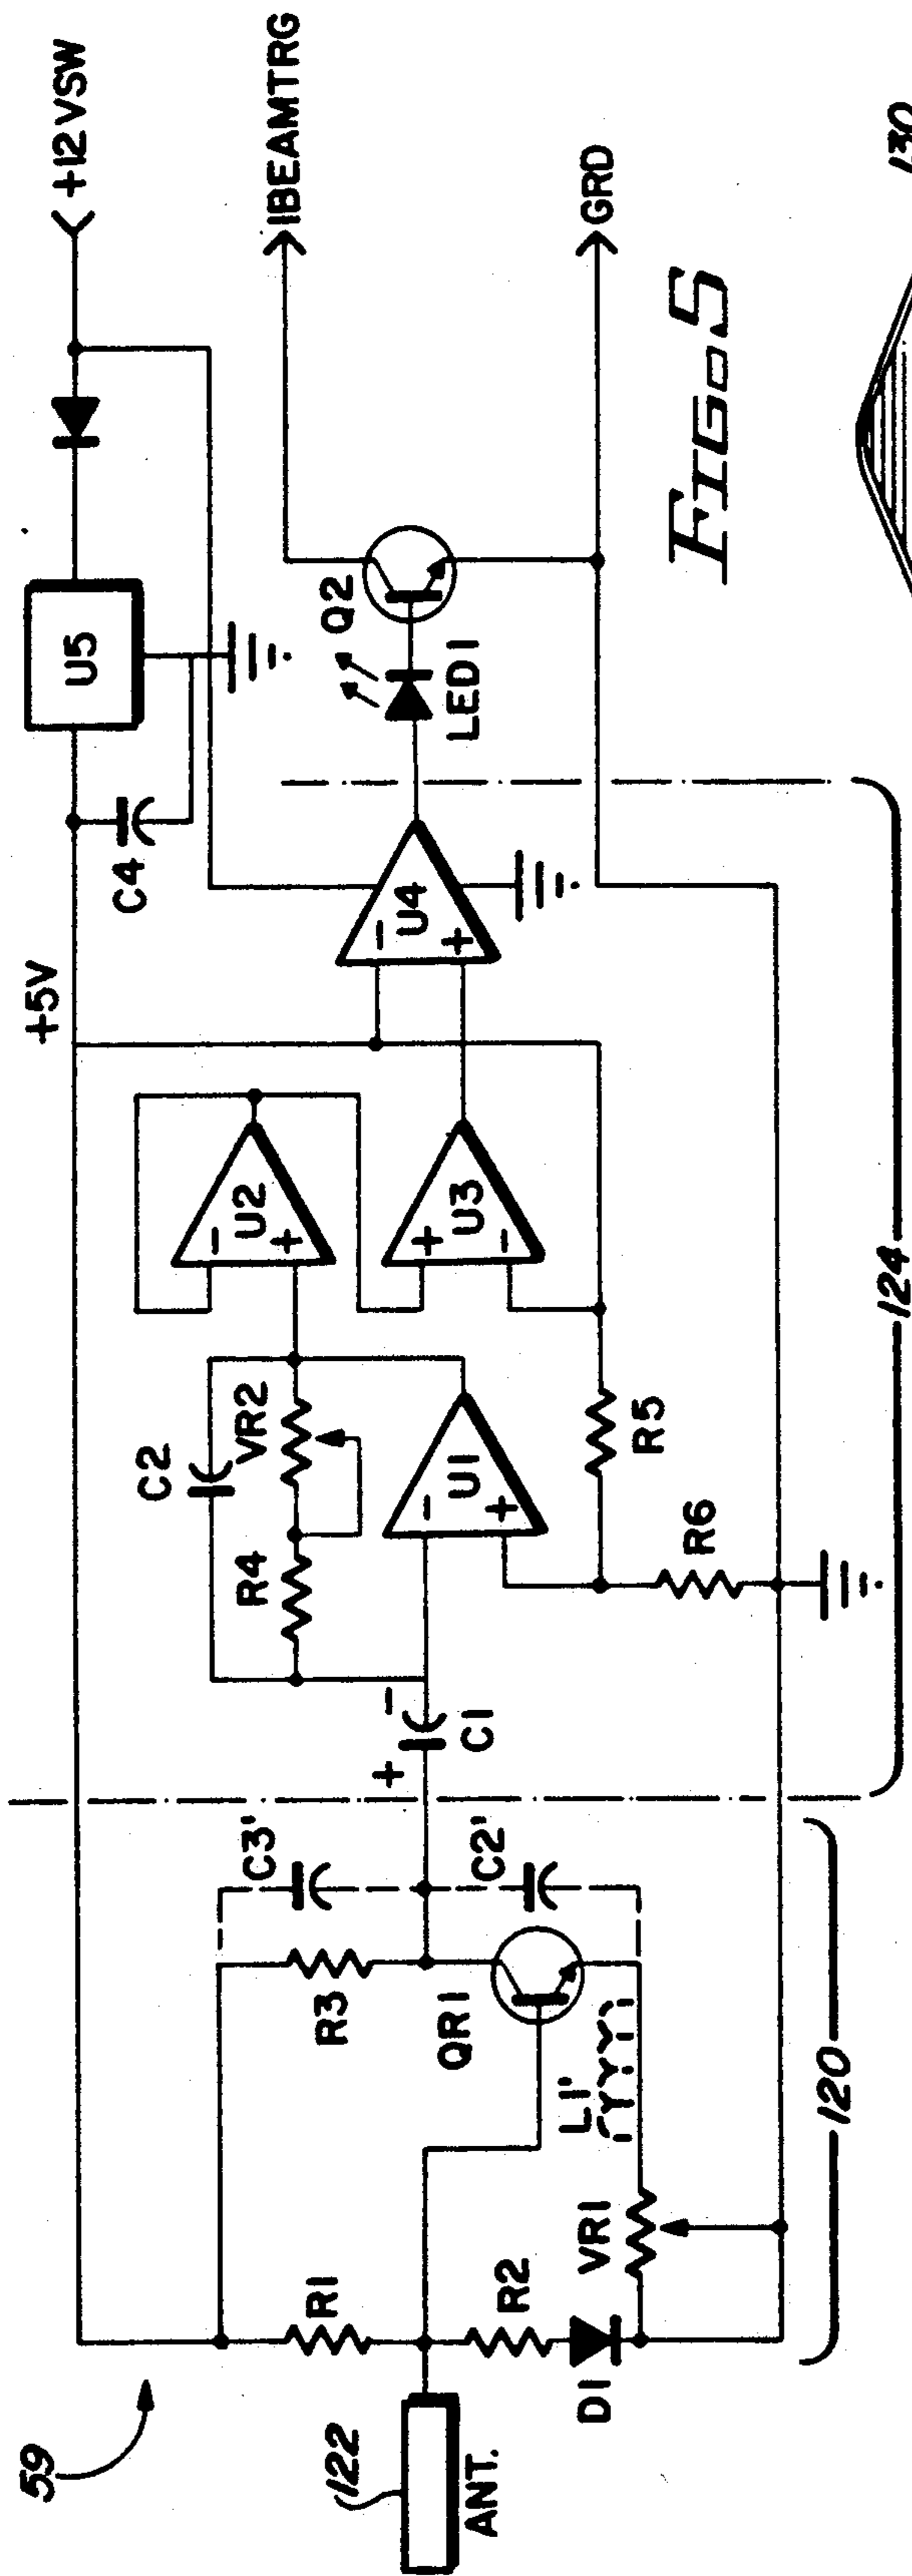 59
+5V
+12VSW
U5
C4
C2
VR2
R4
-
+
U2
+
-
U3
-
+
U4
-
+
U1
LED1
Q2
IBEAMTRG
GRD
R1
R3
C3'
+
-
C1
122
ANT.
QR1
C2'
R2
D1
L1'
VR1
R5
R6
120
124
FIG. 5
130